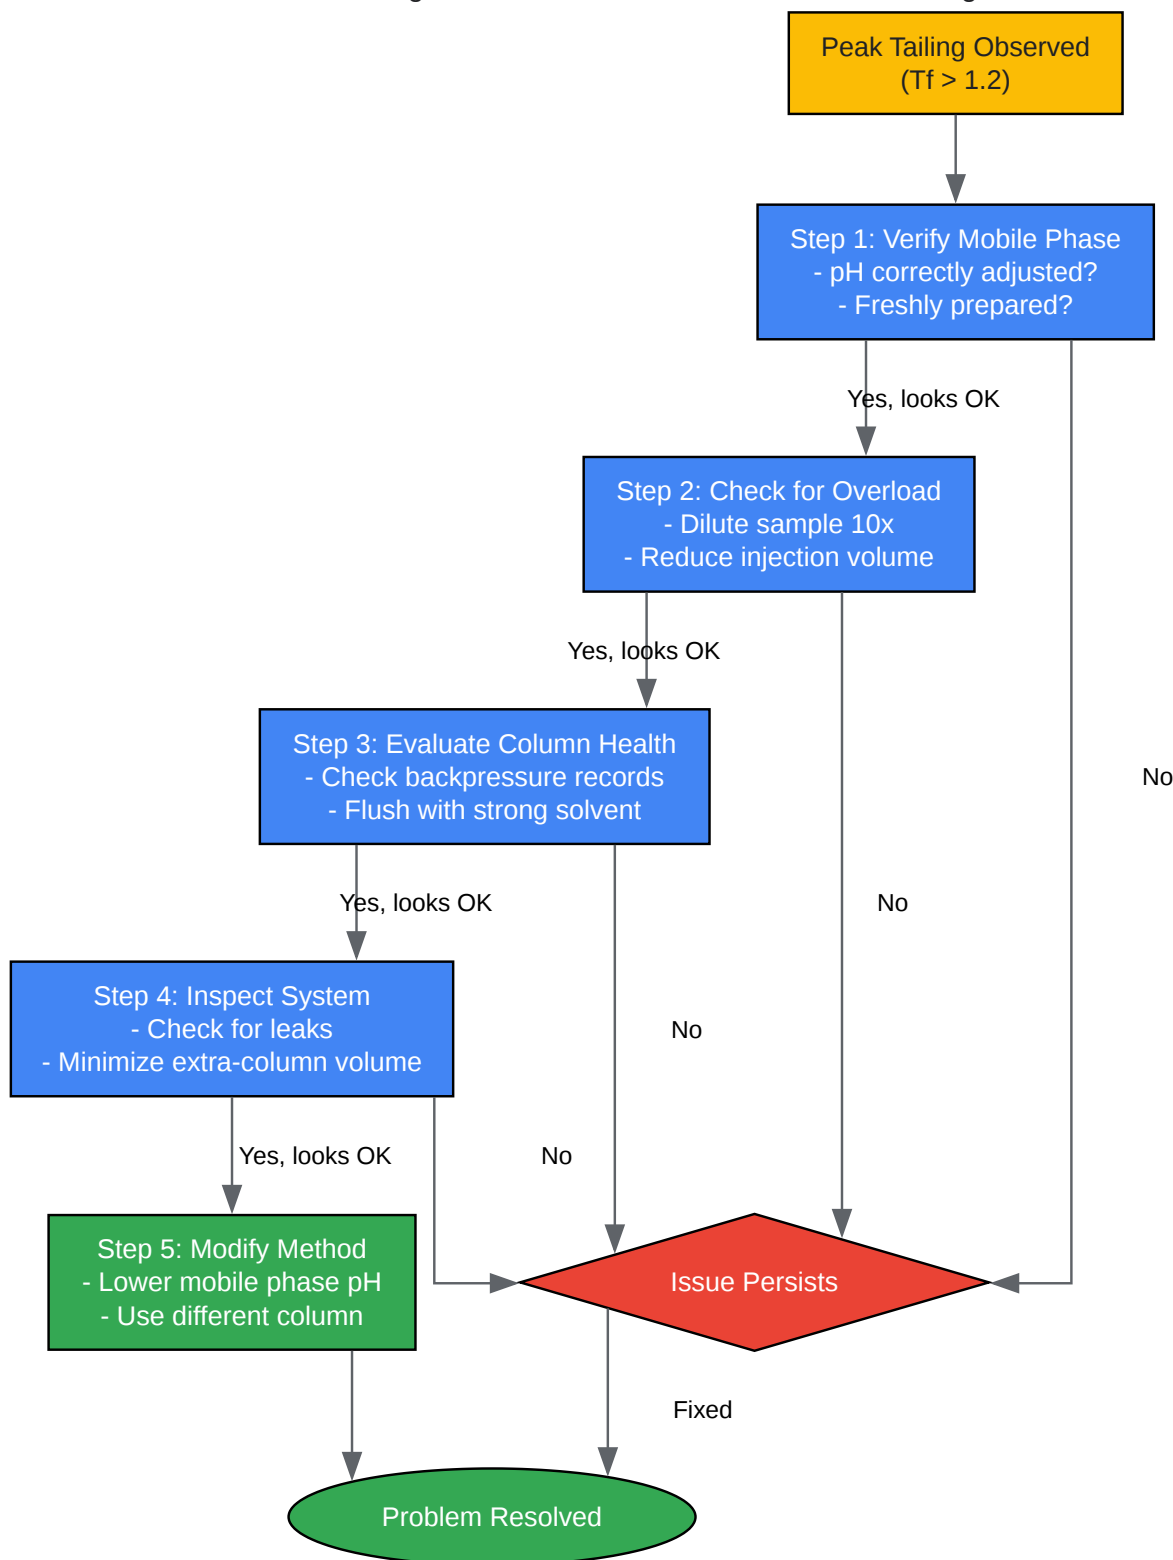 Peak Tailing Observed
(Tf > 1.2)
Step 1: Verify Mobile Phase
- pH correctly adjusted?
- Freshly prepared?
Yes, looks OK
Step 2: Check for Overload
- Dilute sample 10x
- Reduce injection volume
Yes, looks OK
Step 3: Evaluate Column Health
- Check backpressure records
- Flush with strong solvent
No
Yes, looks OK
No
Step 4: Inspect System
- Check for leaks
- Minimize extra-column volume
No
Yes, looks OK
No
Step 5: Modify Method
- Lower mobile phase pH
- Use different column
Issue Persists
Fixed
Problem Resolved